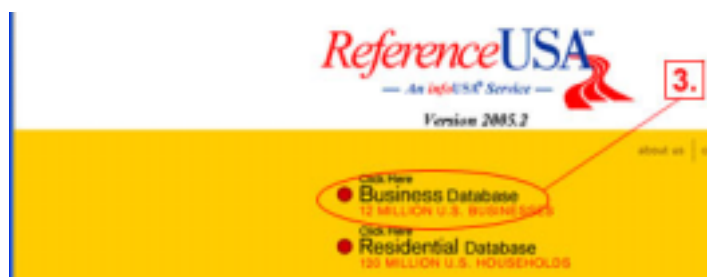 ReferenceUSA
— An infoUSA® Service —
3.
Version 2005.2
about us
Click Here
Business Database
12 MILLION U.S. BUSINESSES
Click Here
Residential Database
120 MILLION U.S. HOUSEHOLDS